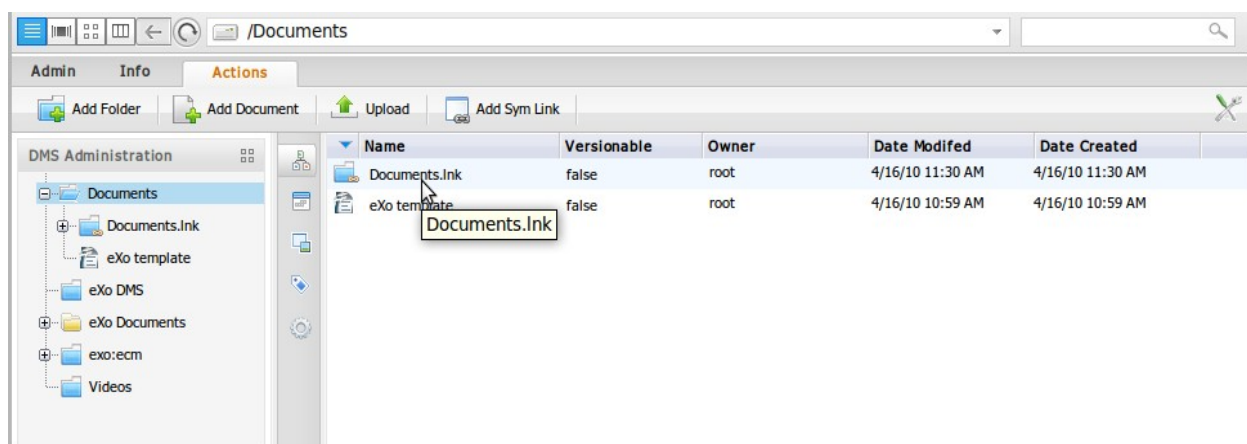 /Documents
Admin Info Actions
Add Folder Add Document Upload Add Sym Link
DMS Administration
Documents
Documents.lnk
eXo template
eXo DMS
eXo Documents
exo:ecm
Videos
Name Versionable Owner Date Modifed Date Created
Documents.lnk false root 4/16/10 11:30 AM 4/16/10 11:30 AM
eXo template false root 4/16/10 10:59 AM 4/16/10 10:59 AM
Documents.lnk